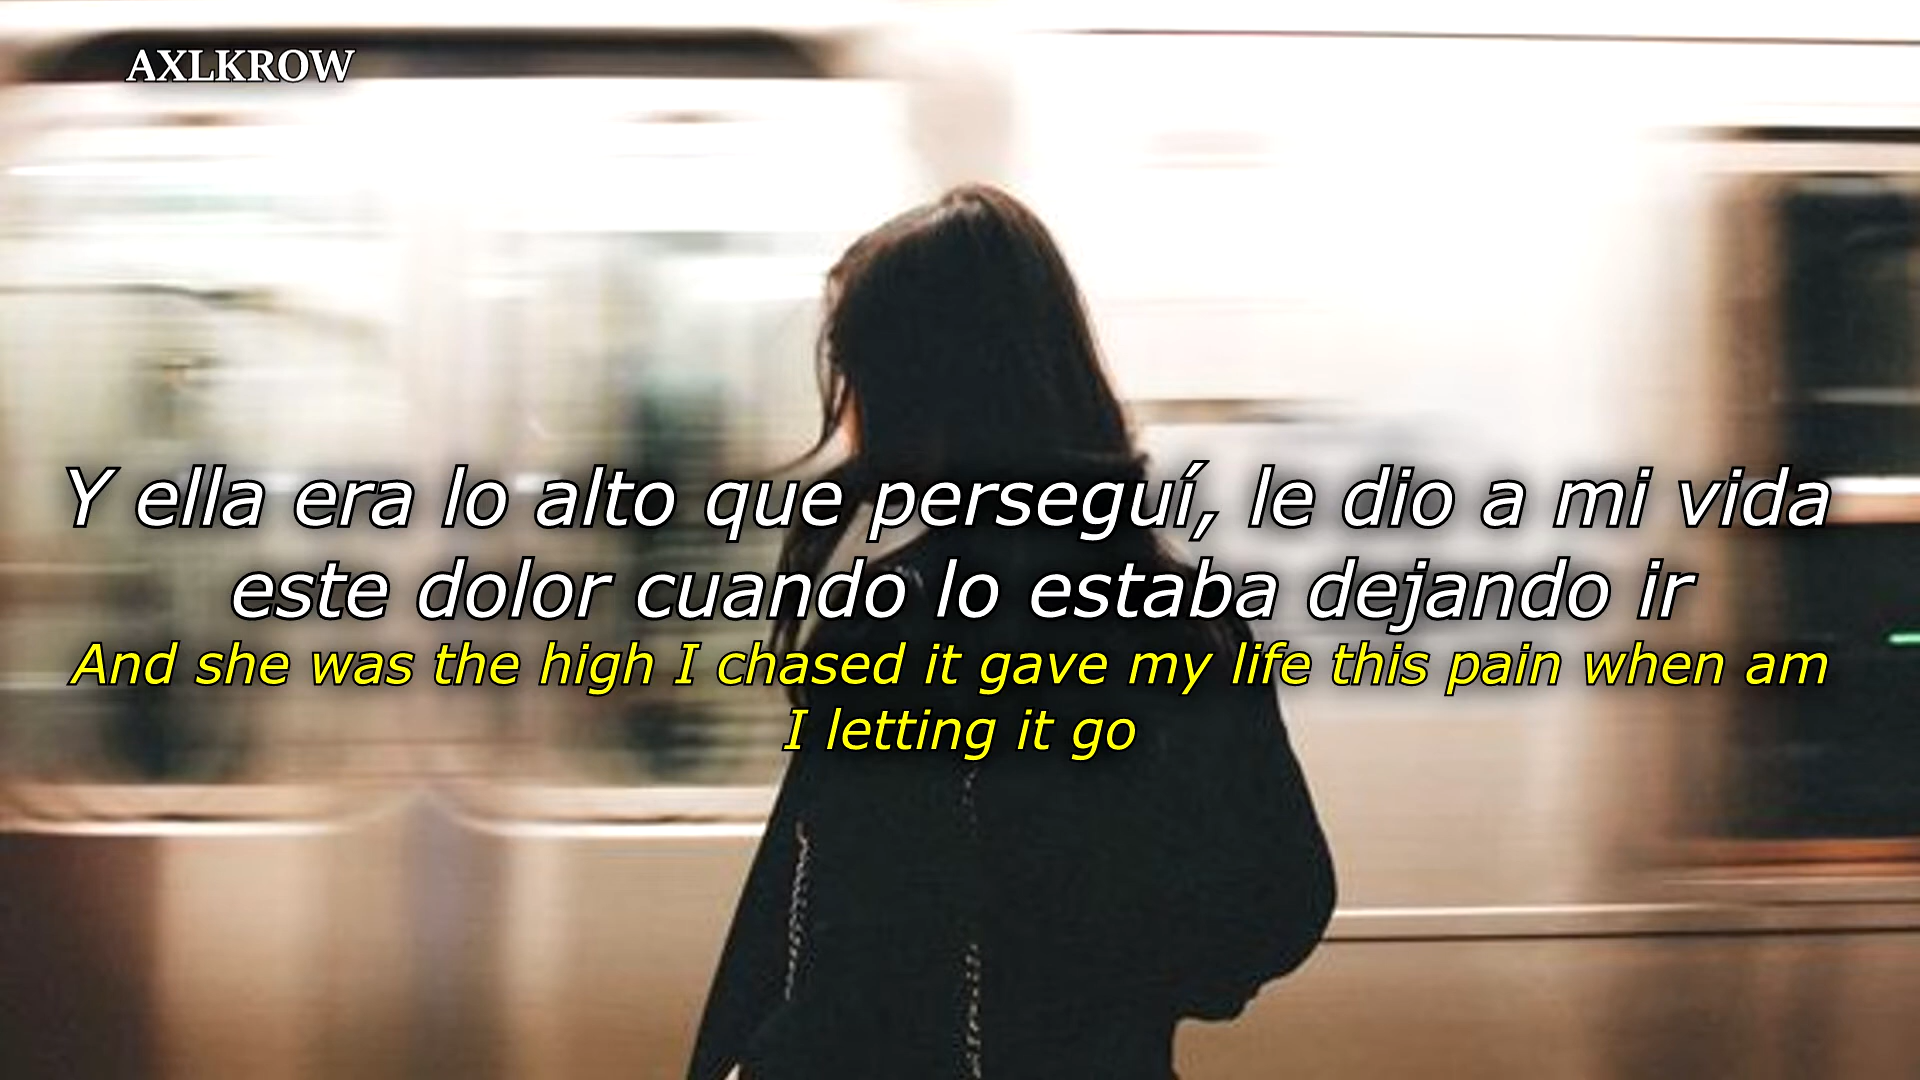 AXLKROW
Y ella era lo alto que perseguí, le dio a mi vida
este dolor cuando lo estaba dejando ir
And she was the high I chased it gave my life this pain when am
I letting it go